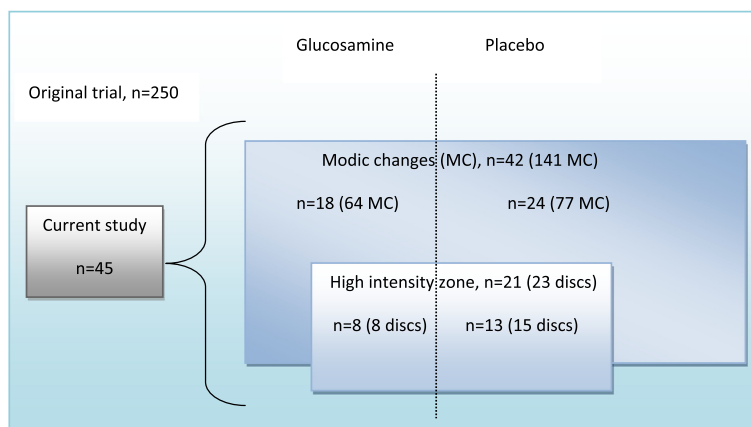 Glucosamine Placebo
Original trial, n=250
Modic changes (MC), n=42 (141 MC)
n=18 (64 MC) n=24 (77 MC)
Current study
n=45
High intensity zone, n=21 (23 discs)
n=8 (8 discs) n=13 (15 discs)